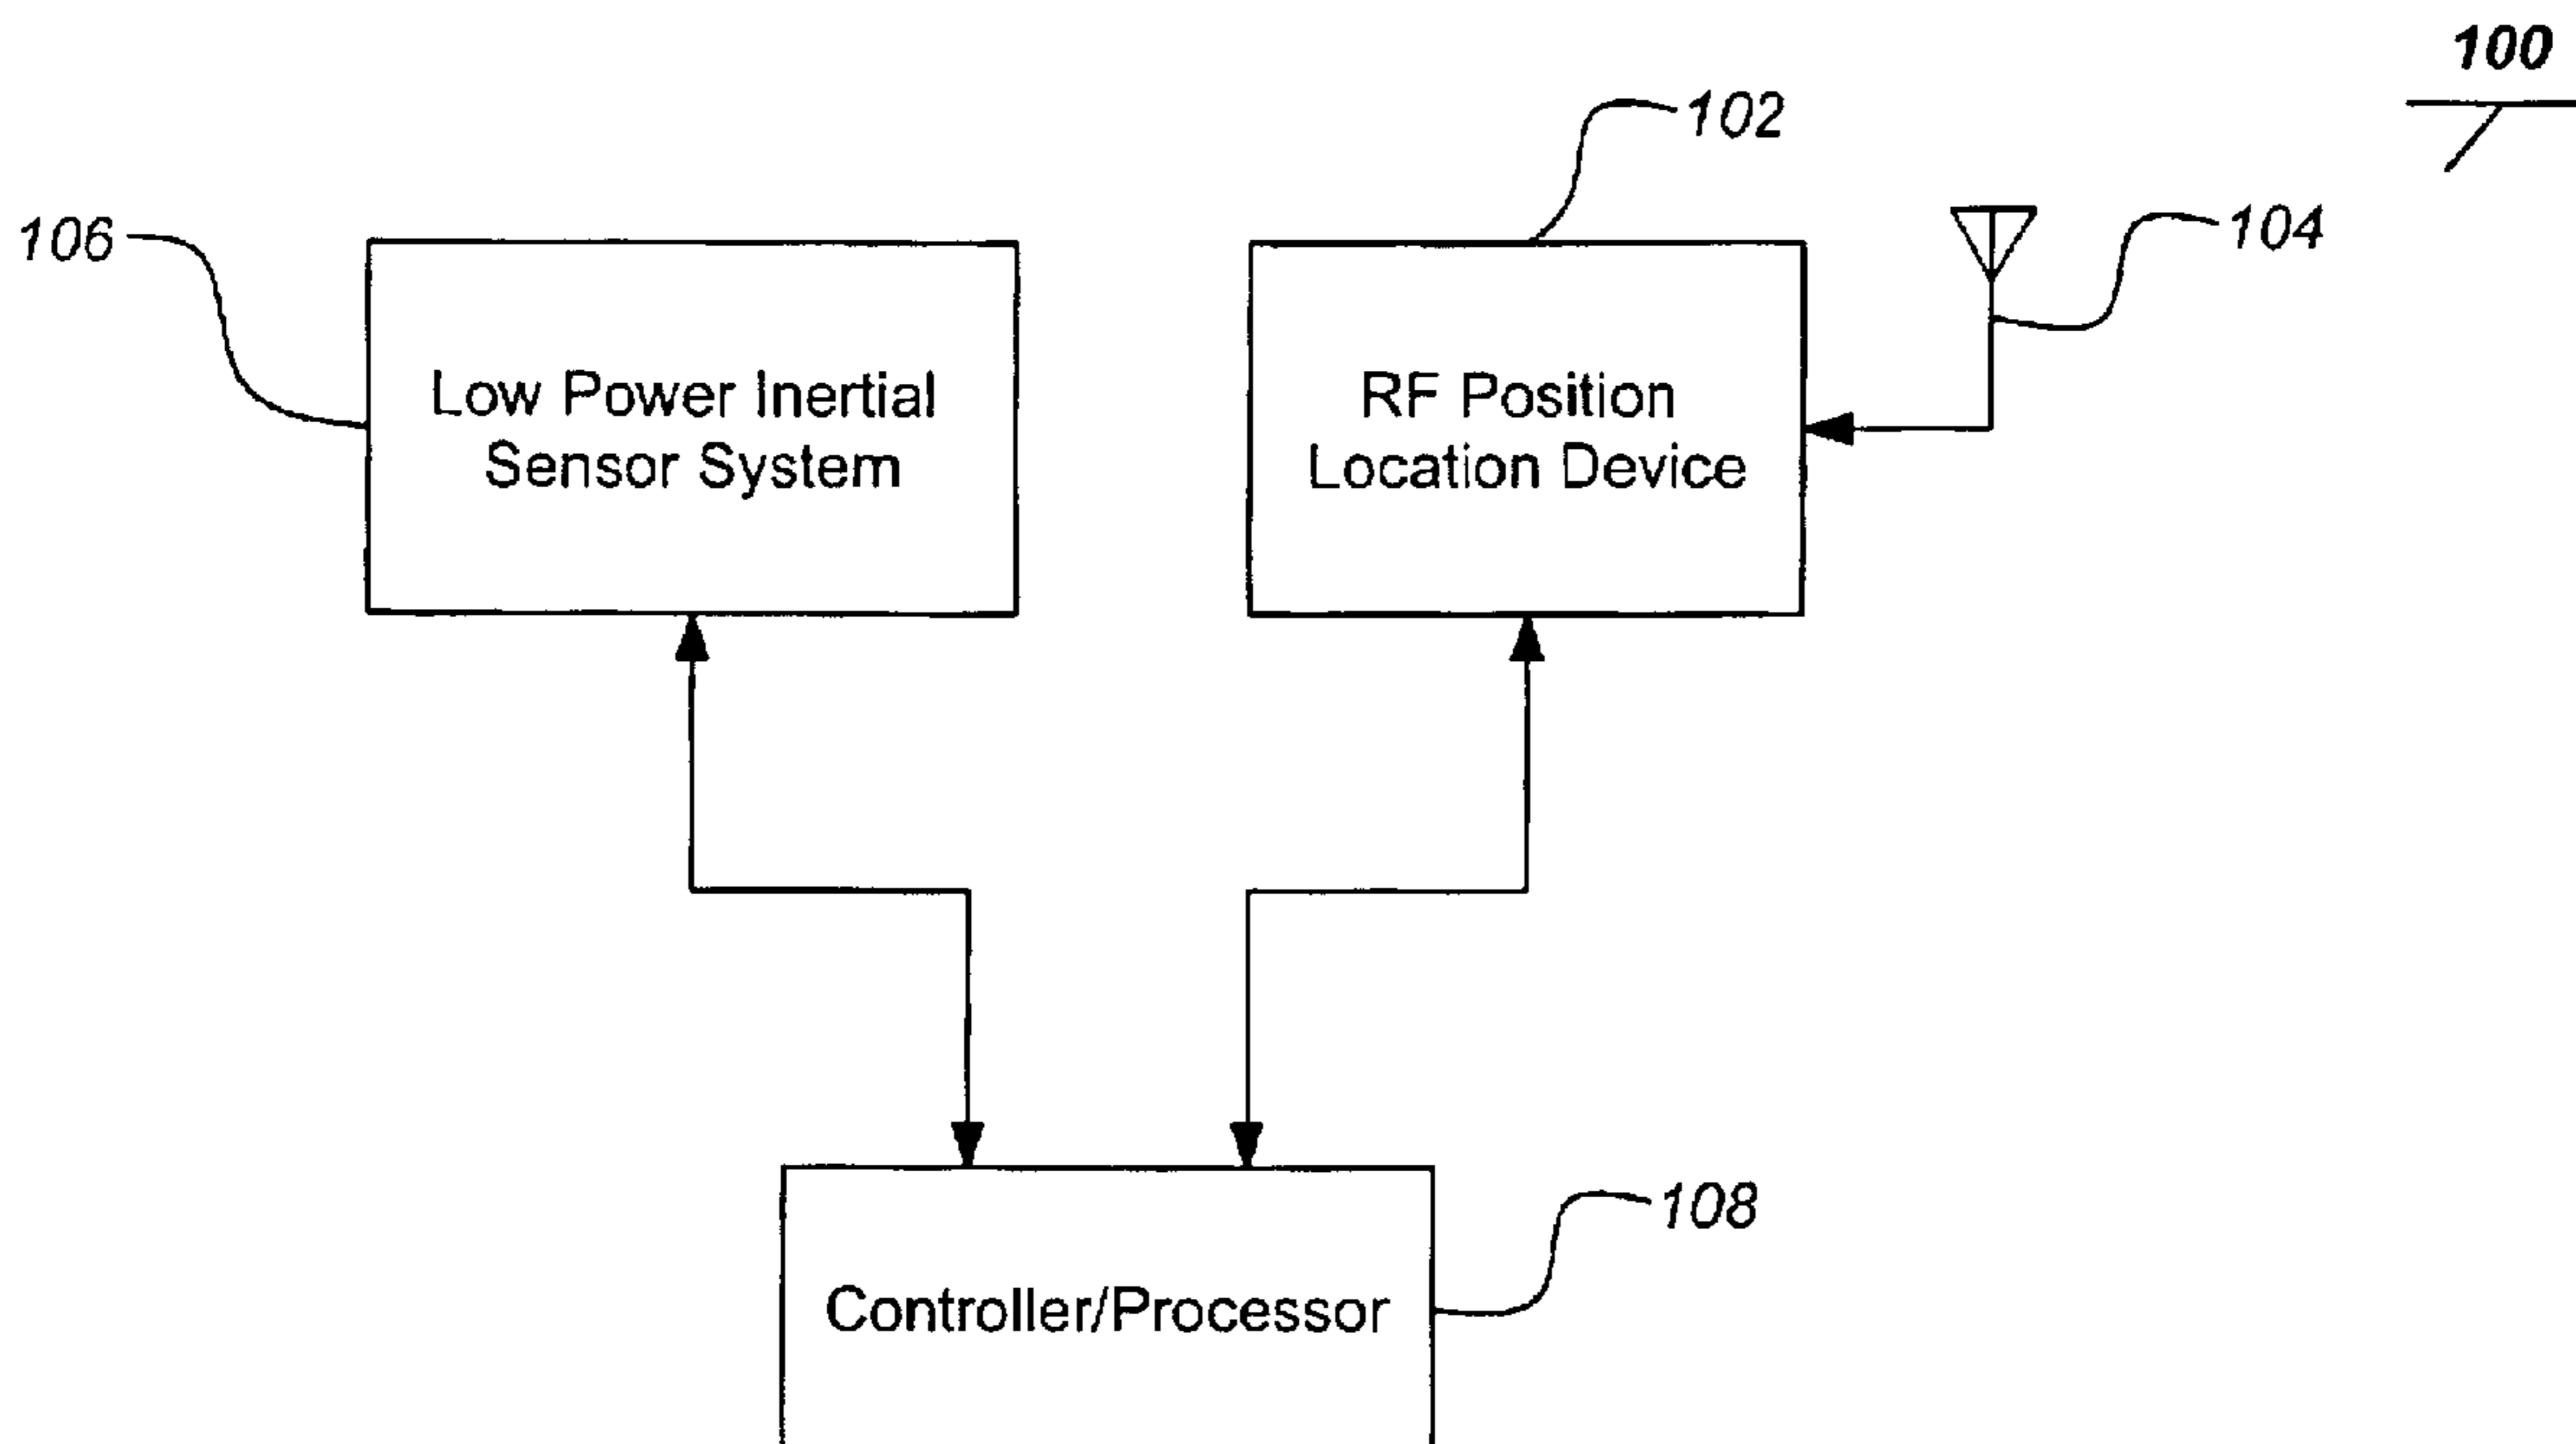 100
102
104
106
Low Power Inertial
Sensor System
RF Position
Location Device
108
Controller/Processor